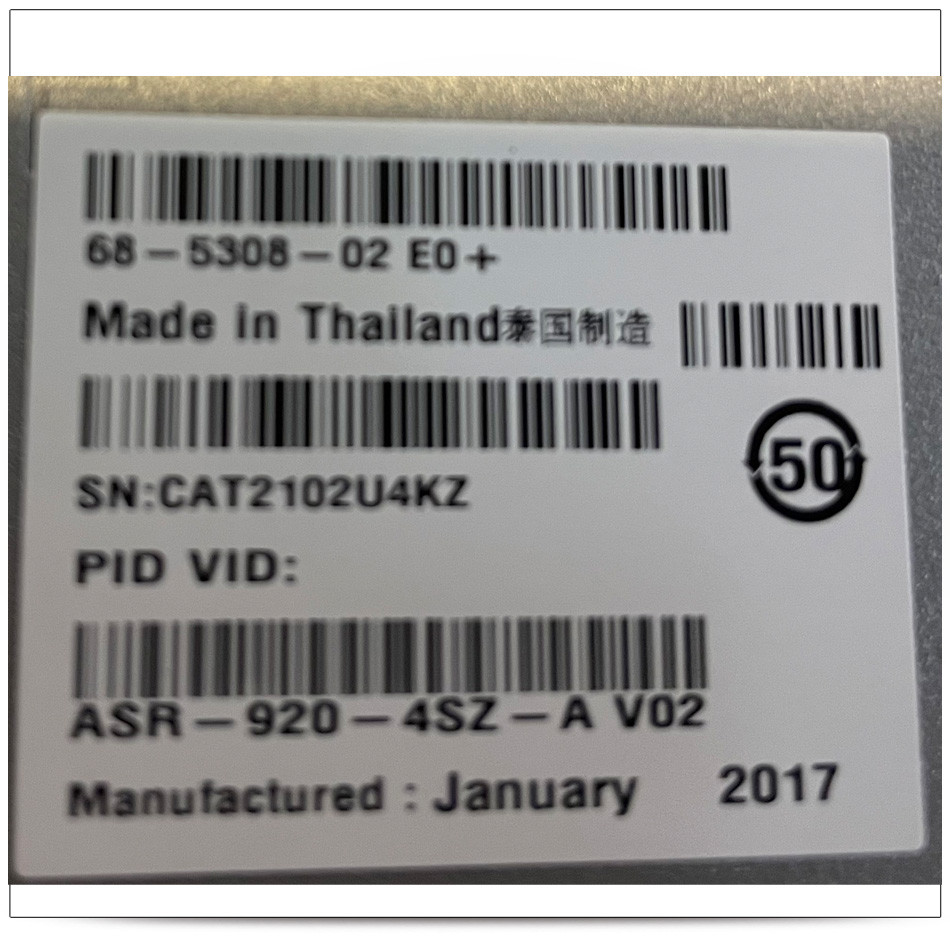 68-5308-02 E0+
Made in Thailand泰国制造
SN:CAT2102U4KZ
50
PID VID:
ASR-920-4SZ-A V02
Manufactured : January 2017